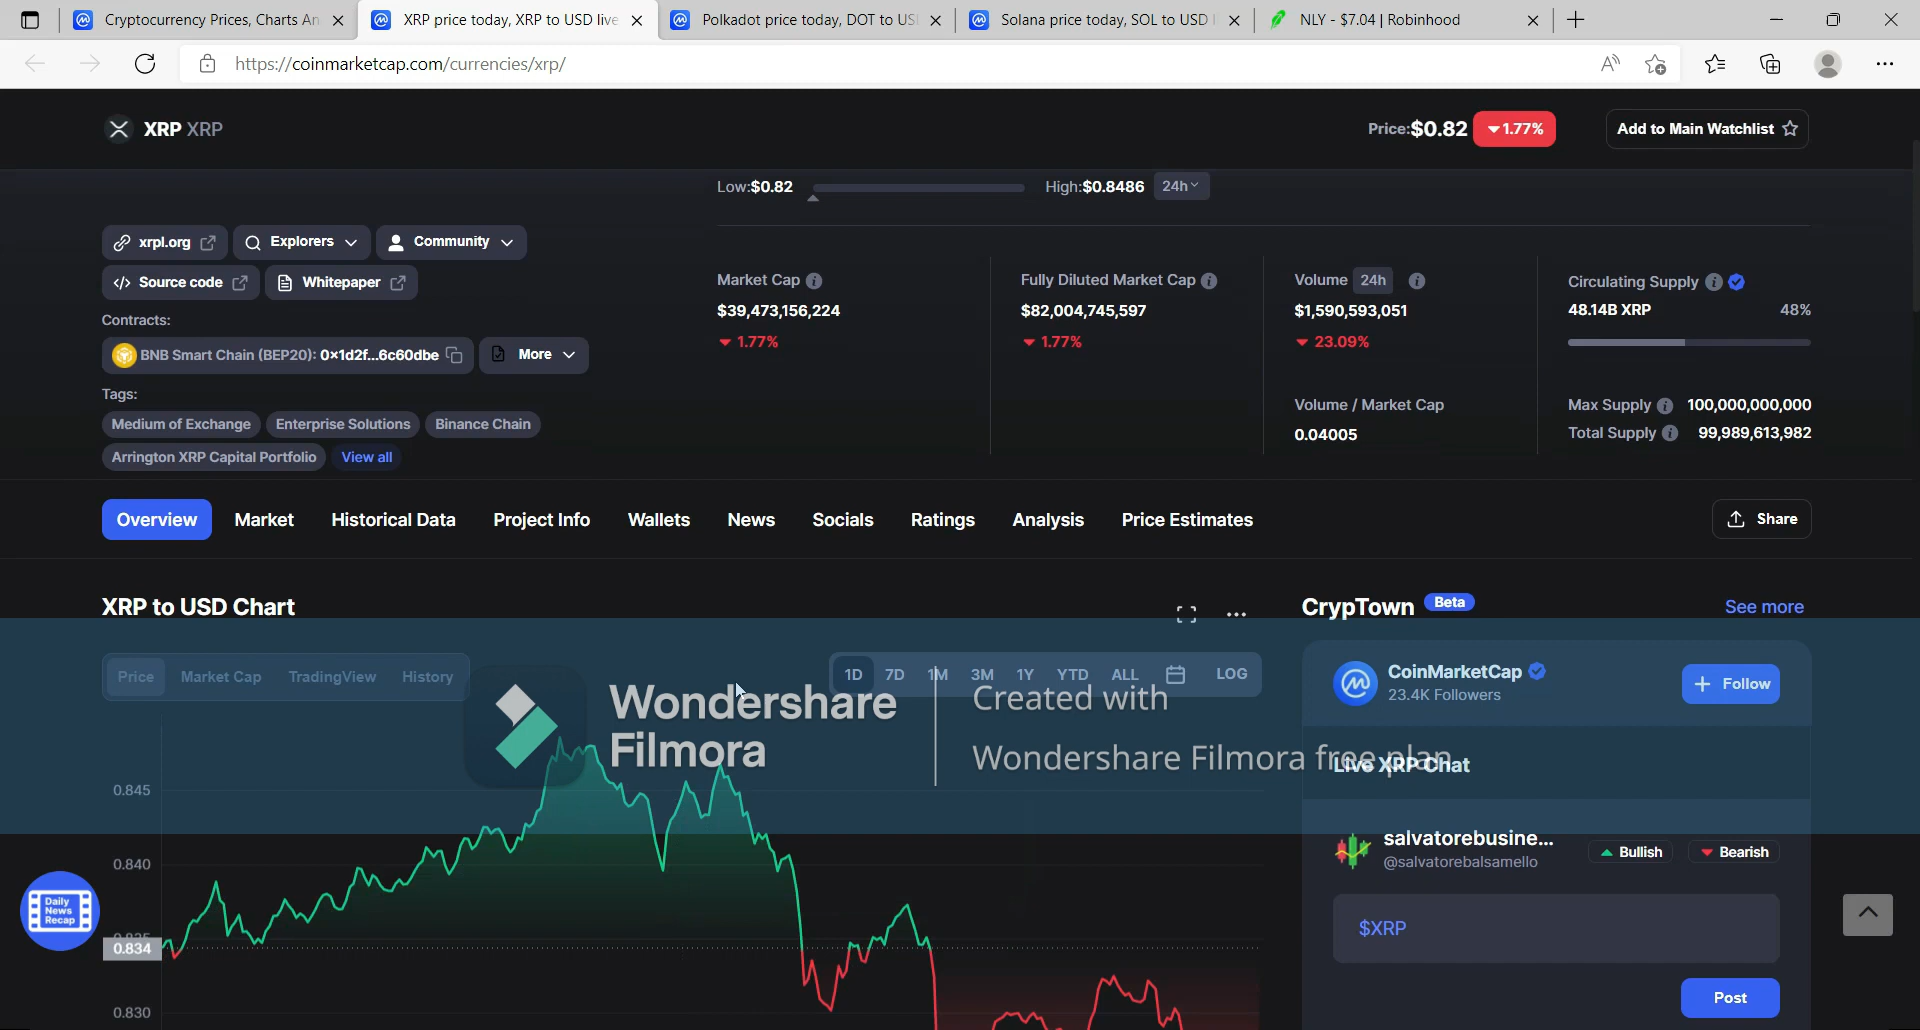 Cryptocurrency Prices, Charts An
XRP price today, XRP to USD live
Polkadot price today, DOT to US
Solana price today, SOL to USD
NLY - $7.04 | Robinhood
https://coinmarketcap.com/currencies/xrp/
XRP XRP
Price:$0.82
1.77%
Add to Main Watchlist
Low:$0.82
High:$0.8486
24h
xrpl.org
Explorers
Community
Source code
Whitepaper
Contracts:
BNB Smart Chain (BEP20): 0x1d2f...6c60dbe
More
Tags:
Medium of Exchange
Enterprise Solutions
Binance Chain
Arrington XRP Capital Portfolio
View all
Market Cap
$39,473,156,224
1.77%
Fully Diluted Market Cap
$82,004,745,597
1.77%
Volume 24h
$1,590,593,051
23.09%
Volume / Market Cap
0.04005
Circulating Supply
48.14B XRP
48%
Max Supply 100,000,000,000
Total Supply 99,989,613,982
Overview
Market
Historical Data
Project Info
Wallets
News
Socials
Ratings
Analysis
Price Estimates
Share
XRP to USD Chart
Price
Market Cap
TradingView
History
1D
7D
1M
3M
1Y
YTD
ALL
LOG
Wondershare
Filmora
Created with
Wondershare Filmora free plan
0.845
0.840
0.835
0.834
0.830
Daily
News
Recap
CrypTown Beta
See more
CoinMarketCap
23.4K Followers
Follow
Live XRP Chat
salvatorebusine...
@salvatorebalsamello
Bullish
Bearish
$XRP
Post